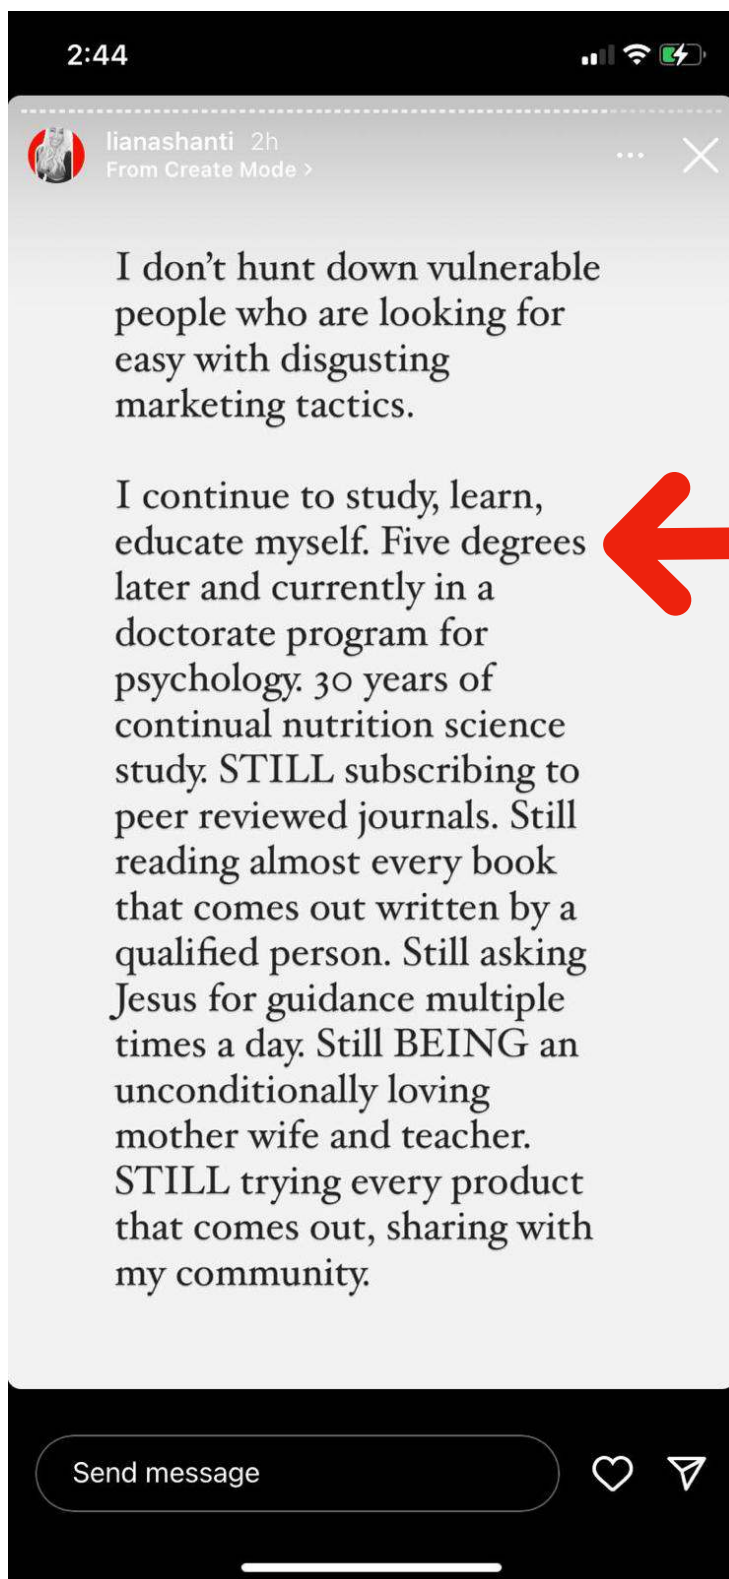 2:44
lianashanti 2h
From Create Mode >
I don’t hunt down vulnerable
people who are looking for
easy with disgusting
marketing tactics.
I continue to study, learn,
educate myself. Five degrees
later and currently in a
doctorate program for
psychology. 30 years of
continual nutrition science
study. STILL subscribing to
peer reviewed journals. Still
reading almost every book
that comes out written by a
qualified person. Still asking
Jesus for guidance multiple
times a day. Still BEING an
unconditionally loving
mother wife and teacher.
STILL trying every product
that comes out, sharing with
my community.
Send message